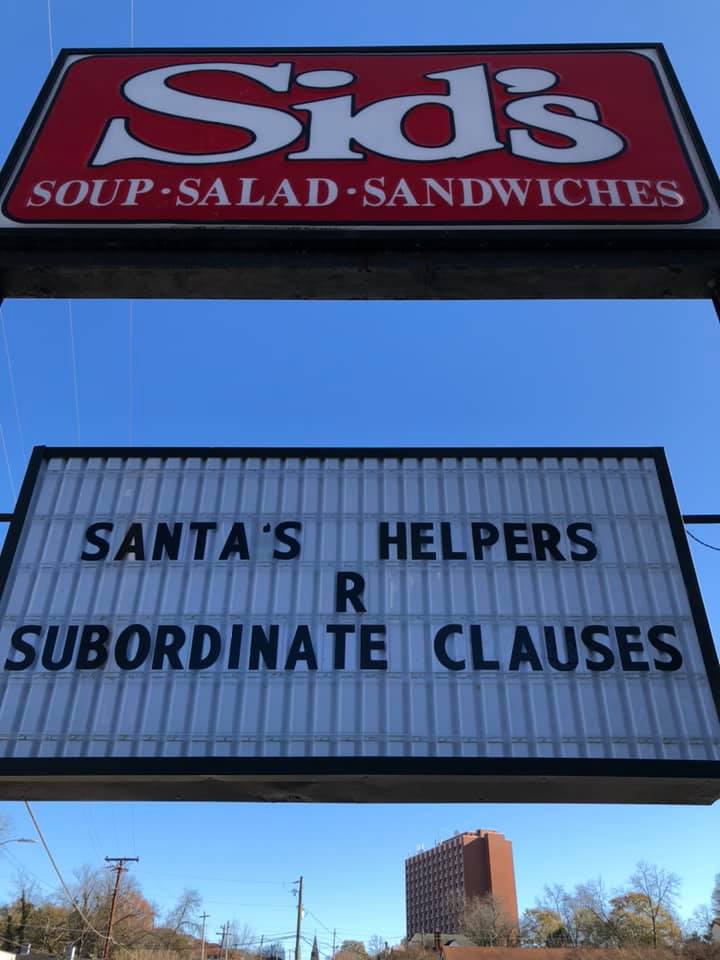 Sid's
SOUP · SALAD · SANDWICHES
SANTA'S HELPERS
R
SUBORDINATE CLAUSES